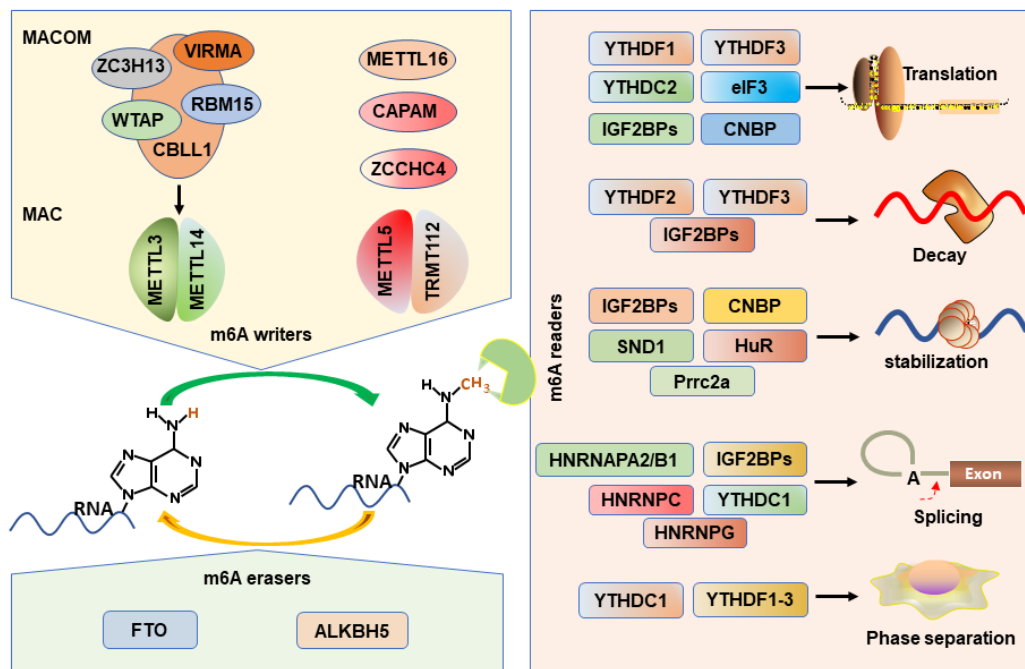 MACOM
ZC3H13
VIRMA
WTAP
RBM15
CBLL1
METTL16
CAPAM
ZCCHC4
MAC
METTL3
METTL14
METTL5
TRMT112
m6A writers
H N H
N N N N
RNA
H N CH3
N N N N
RNA
m6A erasers
FTO ALKBH5
m6A readers
YTHDF1 YTHDF3
YTHDC2 eIF3
IGF2BPs CNBP
Translation
YTHDF2 YTHDF3
IGF2BPs
Decay
IGF2BPs CNBP
SND1 HuR
Prrc2a
stabilization
HNRNAPA2/B1 IGF2BPs
HNRNPC YTHDC1
HNRNPG
A Exon
Splicing
YTHDC1 YTHDF1-3
Phase separation